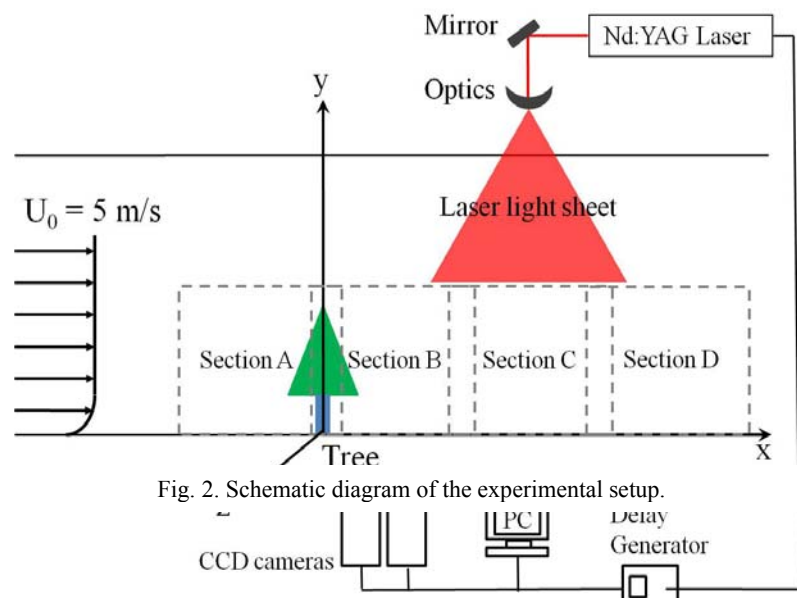 Mirror
Nd:YAG Laser
Optics
y
U₀ = 5 m/s
Laser light sheet
Section A
Section B
Section C
Section D
Tree
x
Fig. 2. Schematic diagram of the experimental setup.
PC
Delay
Generator
CCD cameras